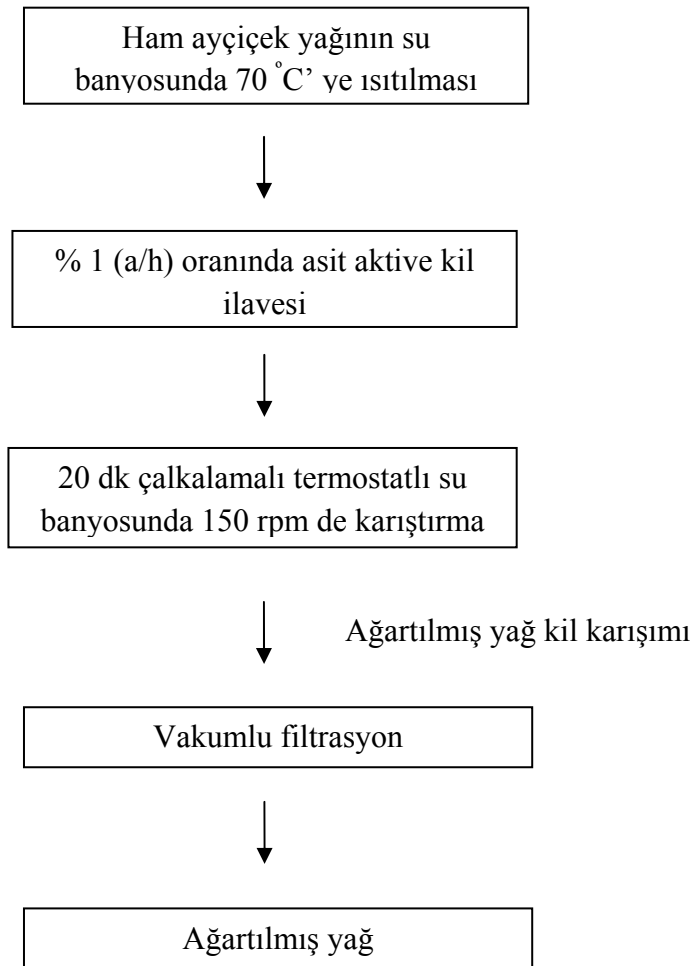 Ham ayçiçek yağının su
banyosunda 70 °C’ ye ısıtılması
% 1 (a/h) oranında asit aktive kil
ilavesi
20 dk çalkalamalı termostatlı su
banyosunda 150 rpm de karıştırma
Ağartılmış yağ kil karışımı
Vakumlu filtrasyon
Ağartılmış yağ